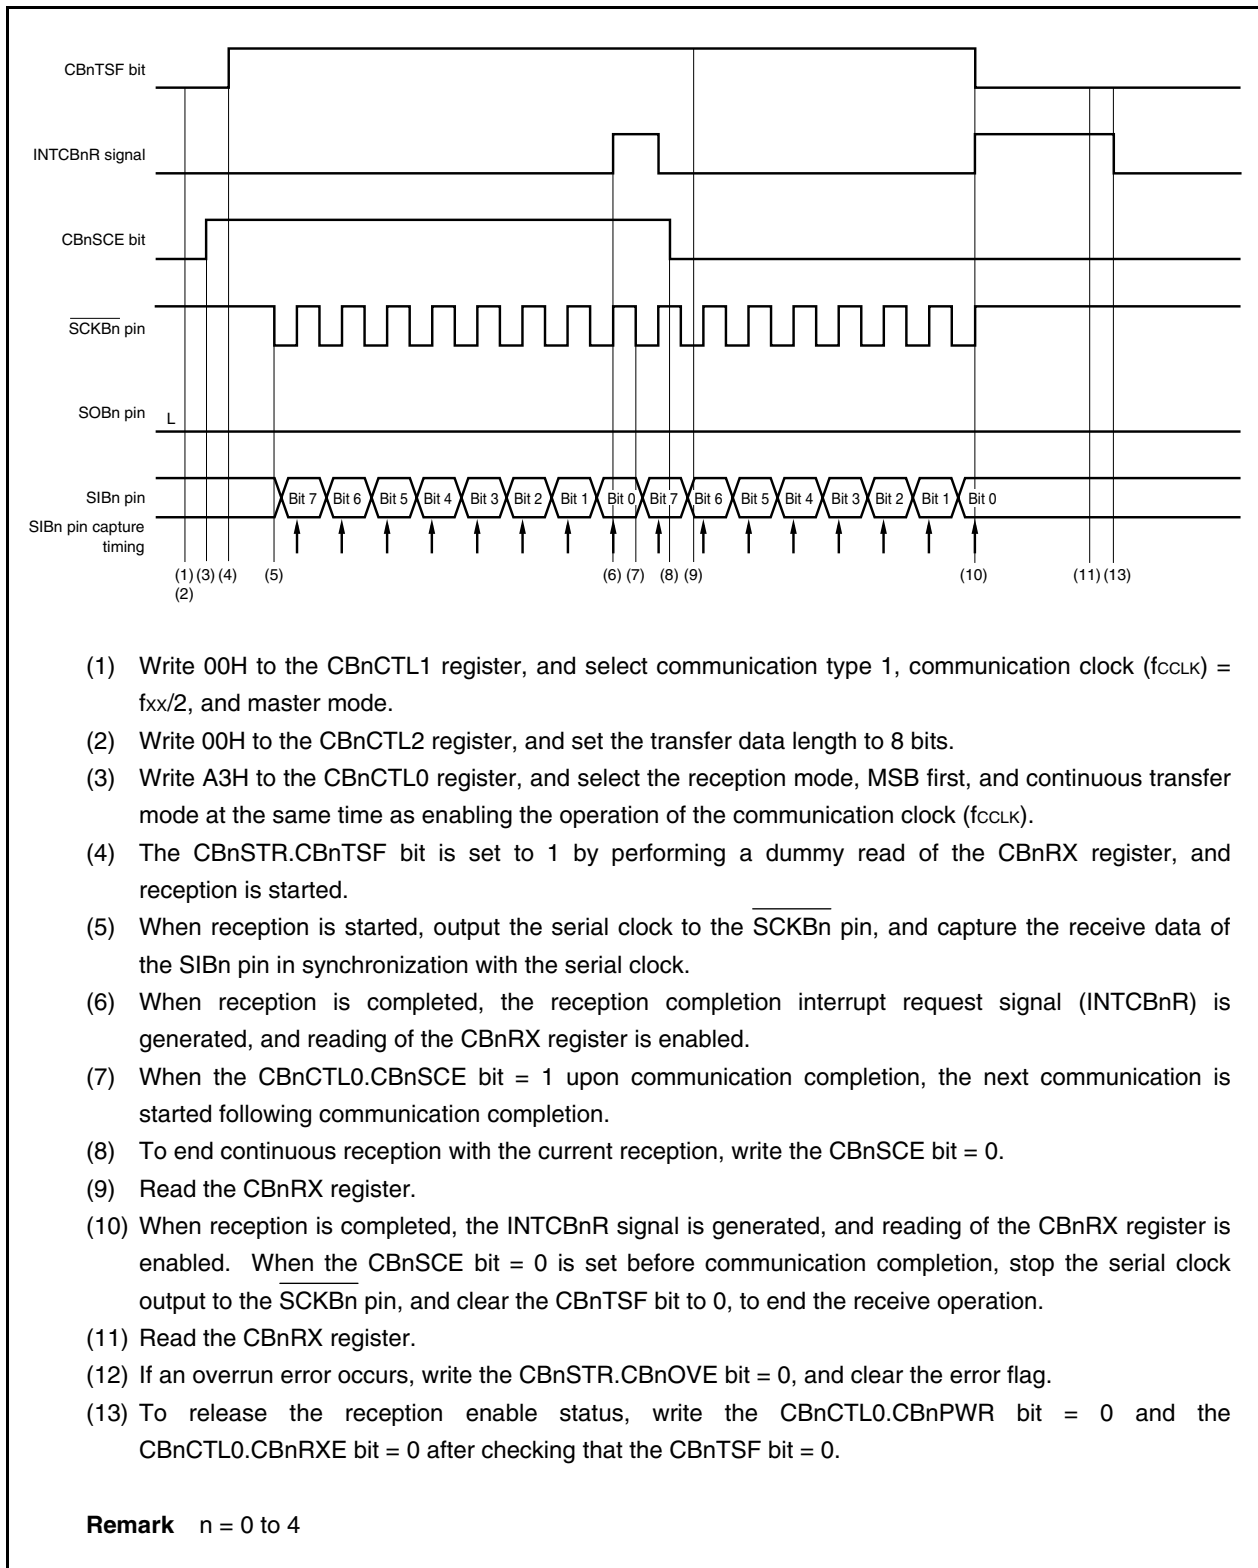 CBnTSF bit
INTCBnR signal
CBnSCE bit
SCKBn pin
SOBn pin L
SIBn pin Bit 7 Bit 6 Bit 5 Bit 4 Bit 3 Bit 2 Bit 1 Bit 0 Bit 7 Bit 6 Bit 5 Bit 4 Bit 3 Bit 2 Bit 1 Bit 0
SIBn pin capture
timing
(1) (3) (4) (5) (6) (7) (8) (9) (10) (11) (13)
(2)
(1) Write 00H to the CBnCTL1 register, and select communication type 1, communication clock (fCCLK) =
fxx/2, and master mode.
(2) Write 00H to the CBnCTL2 register, and set the transfer data length to 8 bits.
(3) Write A3H to the CBnCTL0 register, and select the reception mode, MSB first, and continuous transfer
mode at the same time as enabling the operation of the communication clock (fCCLK).
(4) The CBnSTR.CBnTSF bit is set to 1 by performing a dummy read of the CBnRX register, and
reception is started.
(5) When reception is started, output the serial clock to the SCKBn pin, and capture the receive data of
the SIBn pin in synchronization with the serial clock.
(6) When reception is completed, the reception completion interrupt request signal (INTCBnR) is
generated, and reading of the CBnRX register is enabled.
(7) When the CBnCTL0.CBnSCE bit = 1 upon communication completion, the next communication is
started following communication completion.
(8) To end continuous reception with the current reception, write the CBnSCE bit = 0.
(9) Read the CBnRX register.
(10) When reception is completed, the INTCBnR signal is generated, and reading of the CBnRX register is
enabled. When the CBnSCE bit = 0 is set before communication completion, stop the serial clock
output to the SCKBn pin, and clear the CBnTSF bit to 0, to end the receive operation.
(11) Read the CBnRX register.
(12) If an overrun error occurs, write the CBnSTR.CBnOVE bit = 0, and clear the error flag.
(13) To release the reception enable status, write the CBnCTL0.CBnPWR bit = 0 and the
CBnCTL0.CBnRXE bit = 0 after checking that the CBnTSF bit = 0.
Remark n = 0 to 4